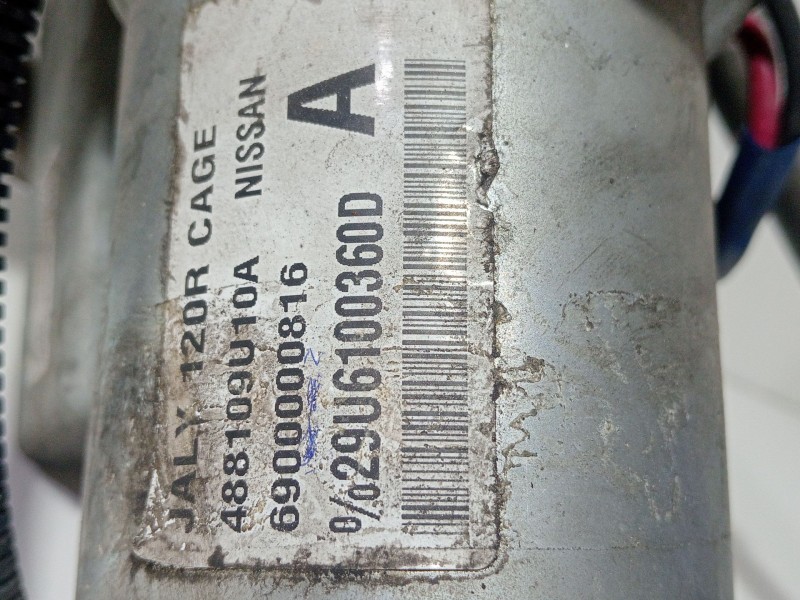 JALY 120R CAGE
488109U10A NISSAN
6900000816 A
%29U6100360D